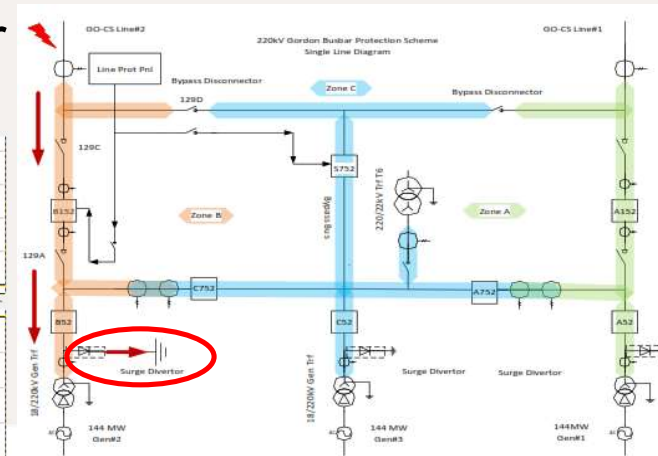 GO-CS Line#2
GO-CS Line#1
220kV Gordon Busbar Protection Scheme
Single Line Diagram
Line Prot Pnl
Bypass Disconnector
Zone C
Bypass Disconnector
129D
129C
S752
B152
Zone B
Bypass Bus
220/22kV Trf T6
Zone A
A152
129A
C752
A752
B52
C52
A52
18/220kV Gen Trf
Surge Divertor
18/220kV Gen Trf
Surge Divertor
Surge Divertor
144 MW
Gen#2
144 MW
Gen#3
144MW
Gen#1